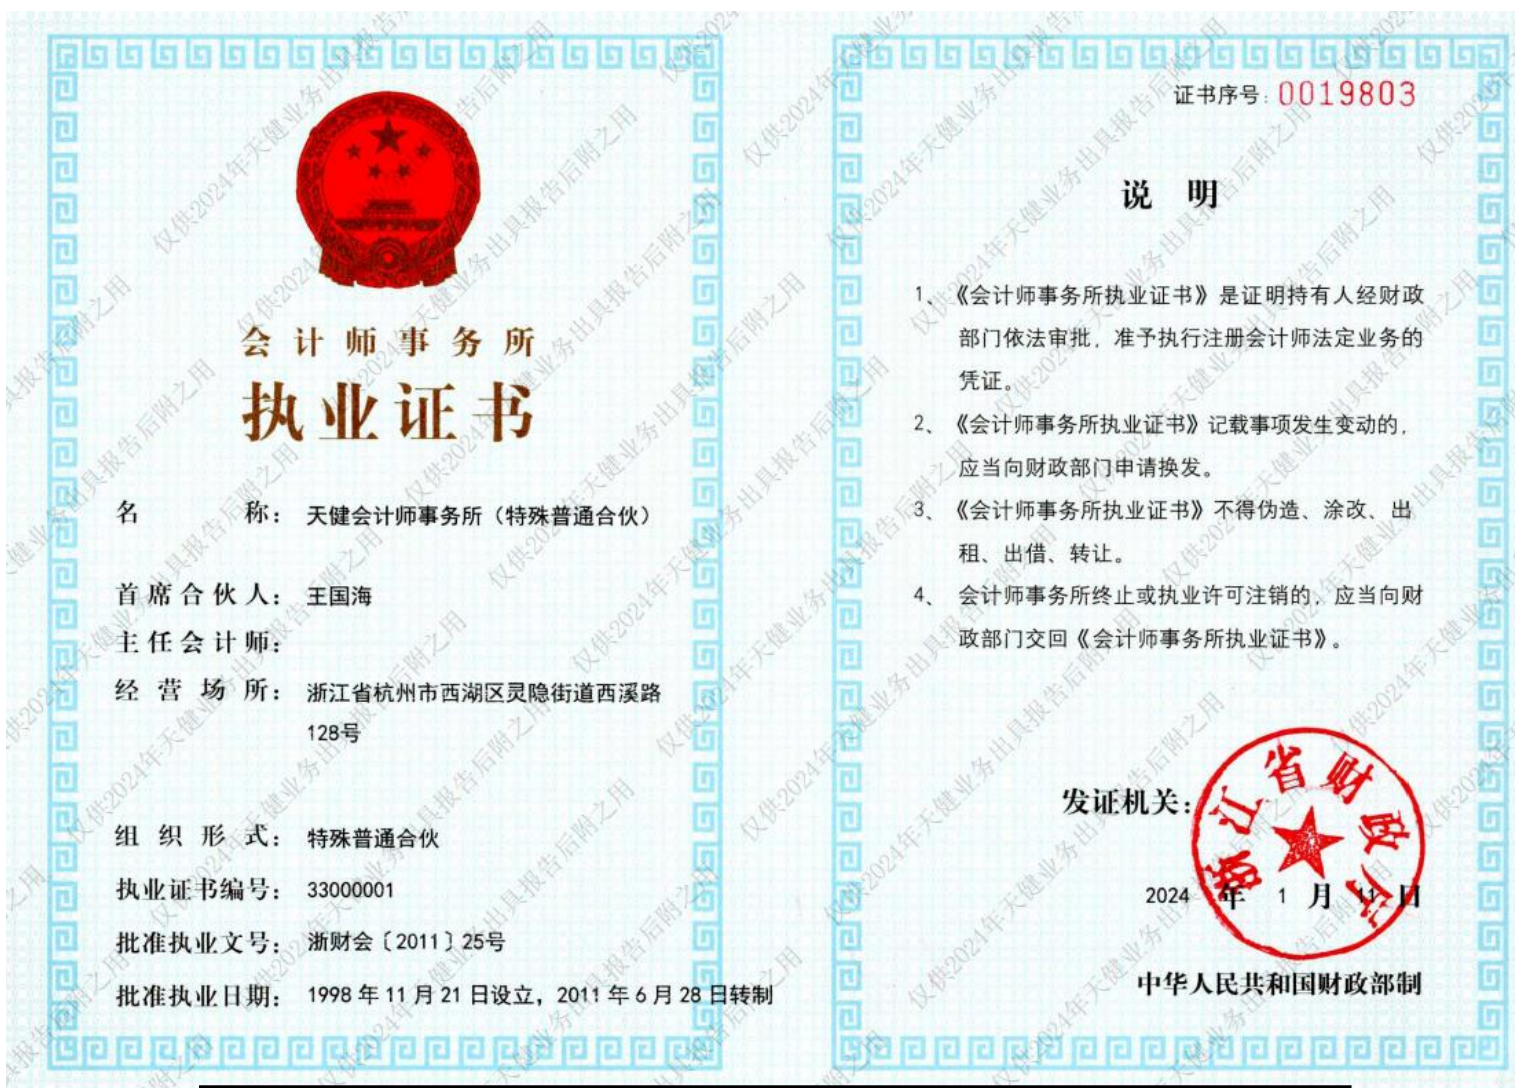 会计师事务所
执业证书
名 称: 天健会计师事务所（特殊普通合伙）
首席合伙人: 王国海
主任会计师:
经营场所: 浙江省杭州市西湖区灵隐街道西溪路
128号
组织形式: 特殊普通合伙
执业证书编号: 33000001
批准执业文号: 浙财会〔2011〕25号
批准执业日期: 1998年11月21日设立，2011年6月28日转制
证书序号: 0019803
说 明
1、《会计师事务所执业证书》是证明持有人经财政
部门依法审批，准予执行注册会计师法定业务的
凭证。
2、《会计师事务所执业证书》记载事项发生变动的，
应当向财政部门申请换发。
3、《会计师事务所执业证书》不得伪造、涂改、出
租、出借、转让。
4、 会计师事务所终止或执业许可注销的，应当向财
政部门交回《会计师事务所执业证书》。
发证机关:
浙江省财政厅
2024 年 1 月 11 日
中华人民共和国财政部制
仅供2024年天健业务出具报告后附之用